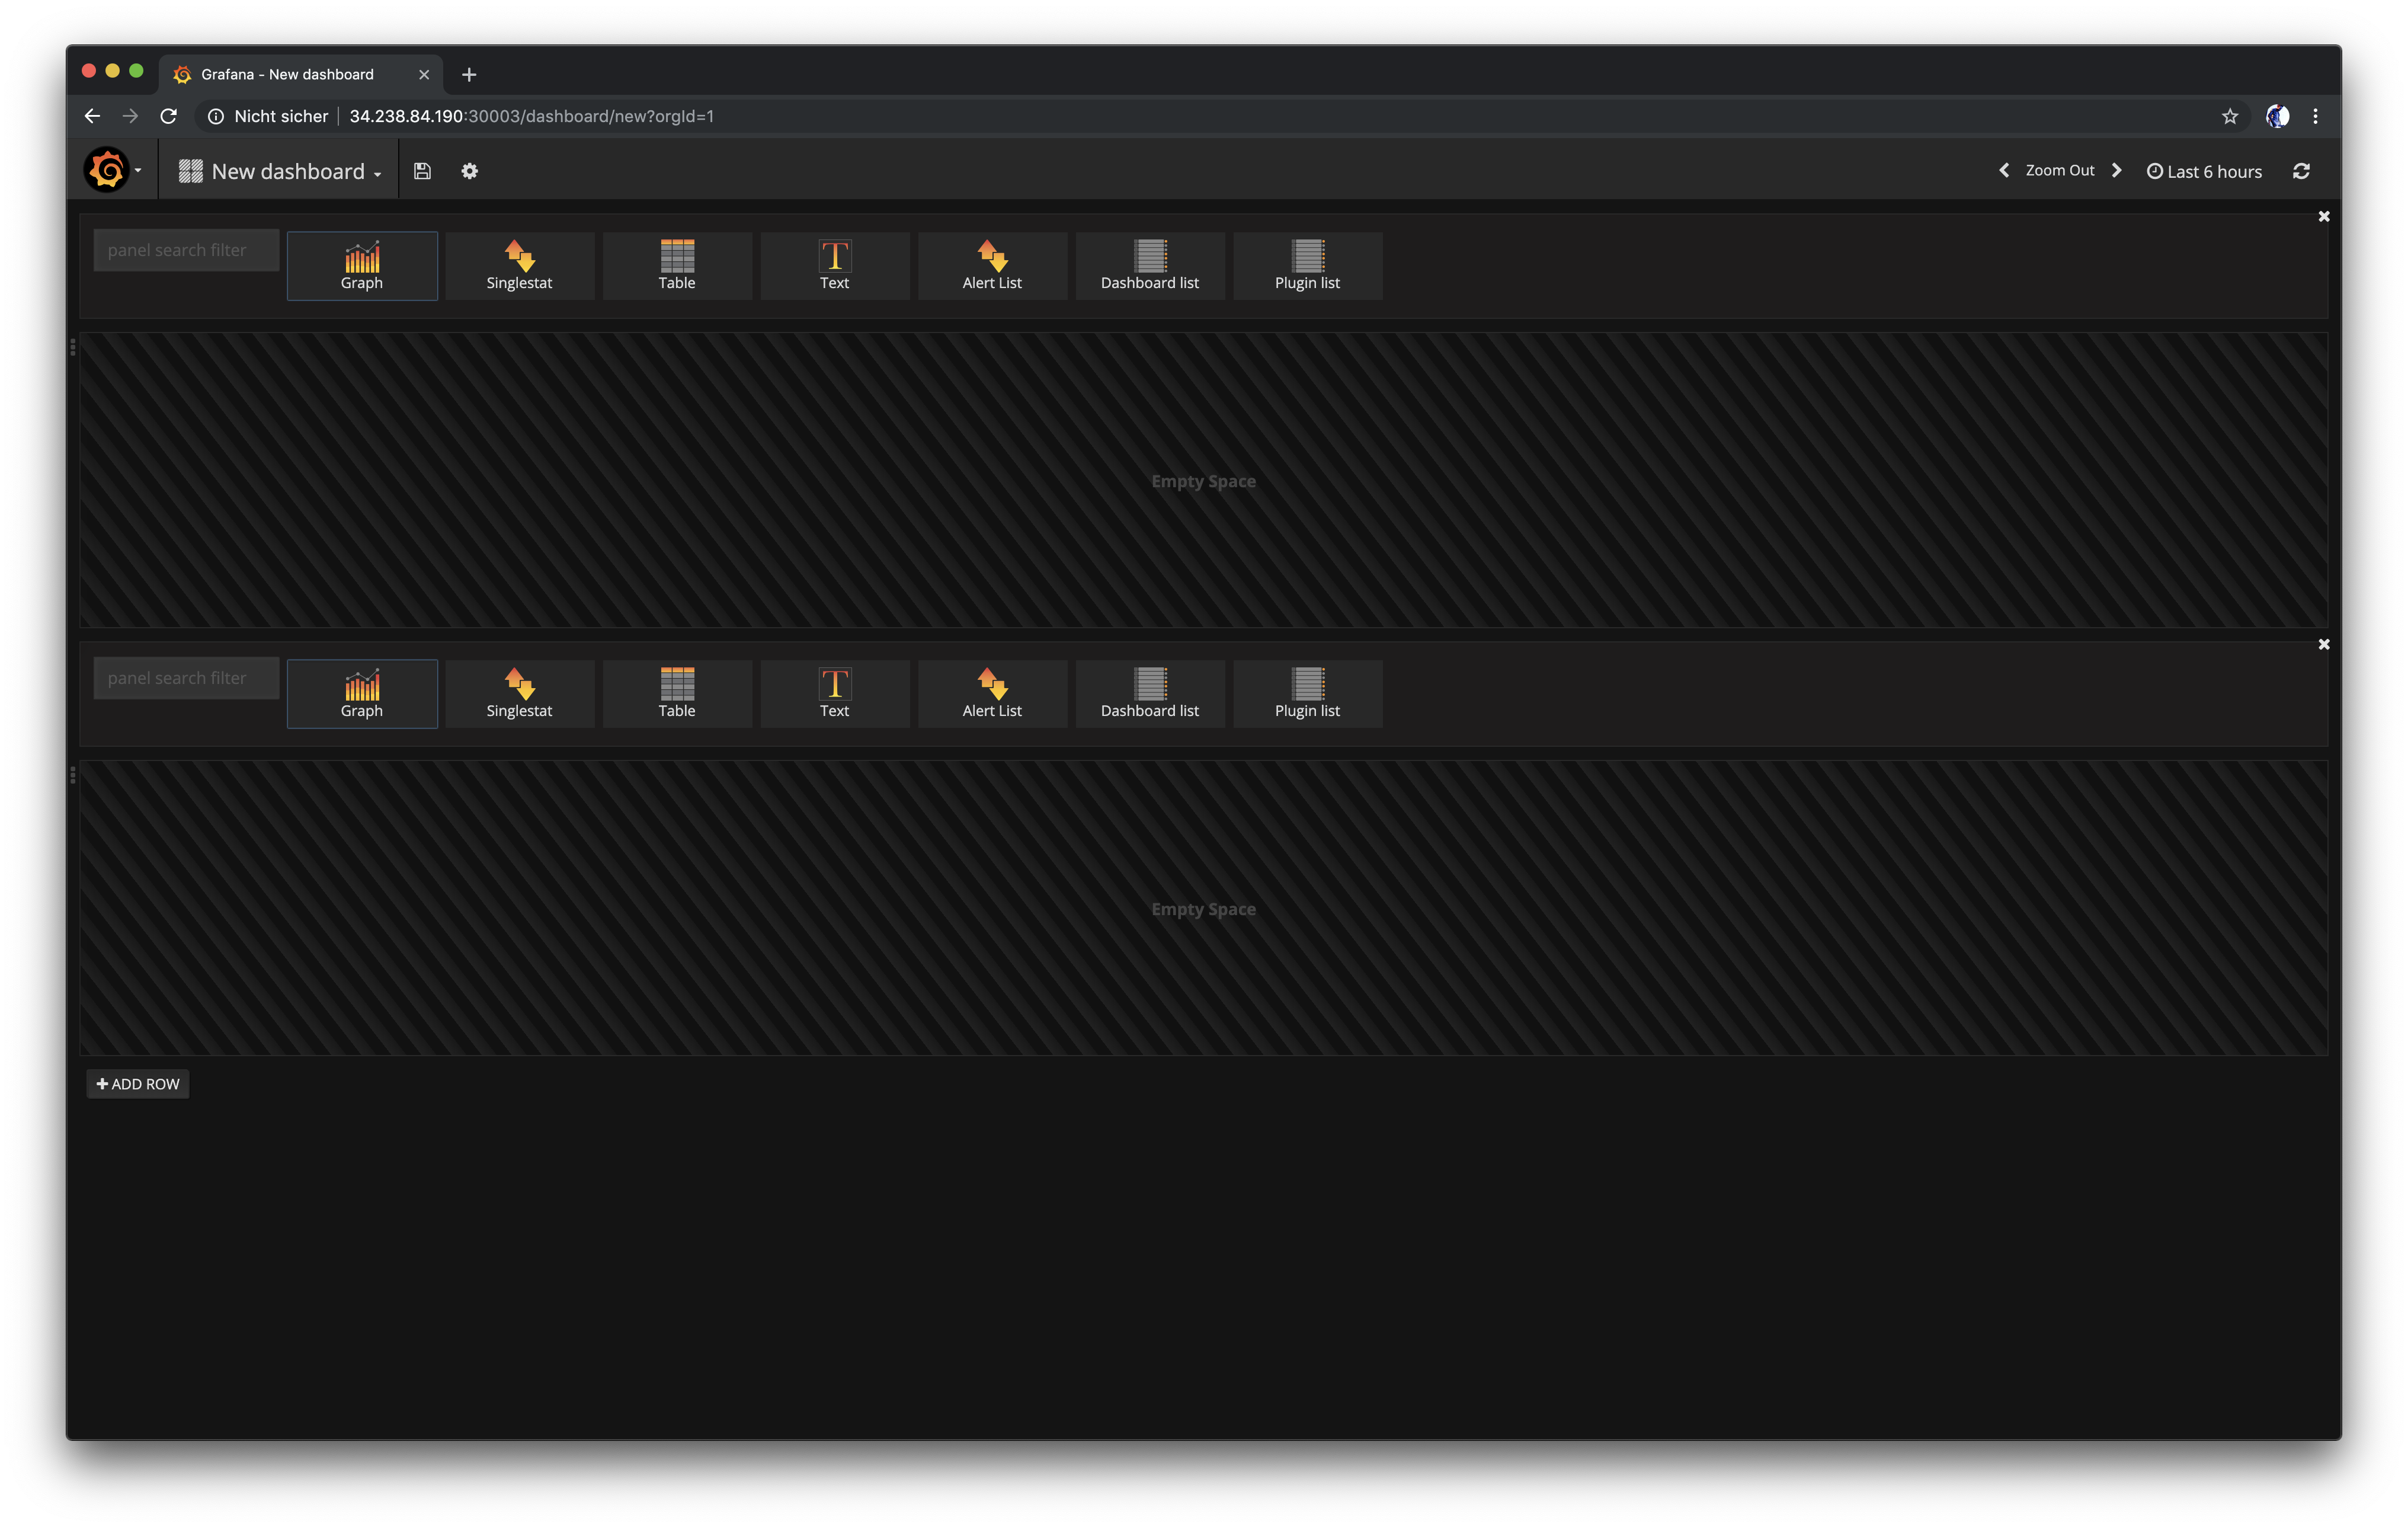 Grafana - New dashboard
Nicht sicher | 34.238.84.190:30003/dashboard/new?orgId=1
New dashboard
Zoom Out
Last 6 hours
panel search filter
Graph
Singlestat
Table
Text
Alert List
Dashboard list
Plugin list
Empty Space
panel search filter
Graph
Singlestat
Table
Text
Alert List
Dashboard list
Plugin list
Empty Space
ADD ROW